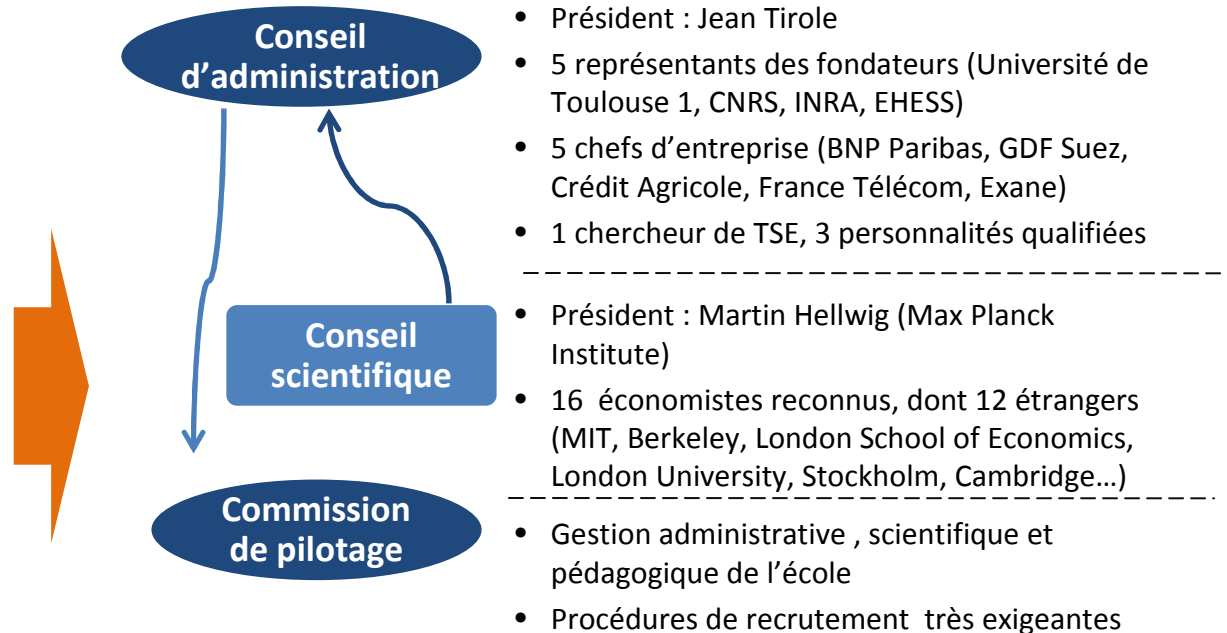 Conseil
d'administration
• Président : Jean Tirole
• 5 représentants des fondateurs (Université de
Toulouse 1, CNRS, INRA, EHESS)
• 5 chefs d'entreprise (BNP Paribas, GDF Suez,
Crédit Agricole, France Télécom, Exane)
• 1 chercheur de TSE, 3 personnalités qualifiées
Conseil
scientifique
• Président : Martin Hellwig (Max Planck
Institute)
• 16 économistes reconnus, dont 12 étrangers
(MIT, Berkeley, London School of Economics,
London University, Stockholm, Cambridge…)
Commission
de pilotage
• Gestion administrative , scientifique et
pédagogique de l'école
• Procédures de recrutement très exigeantes